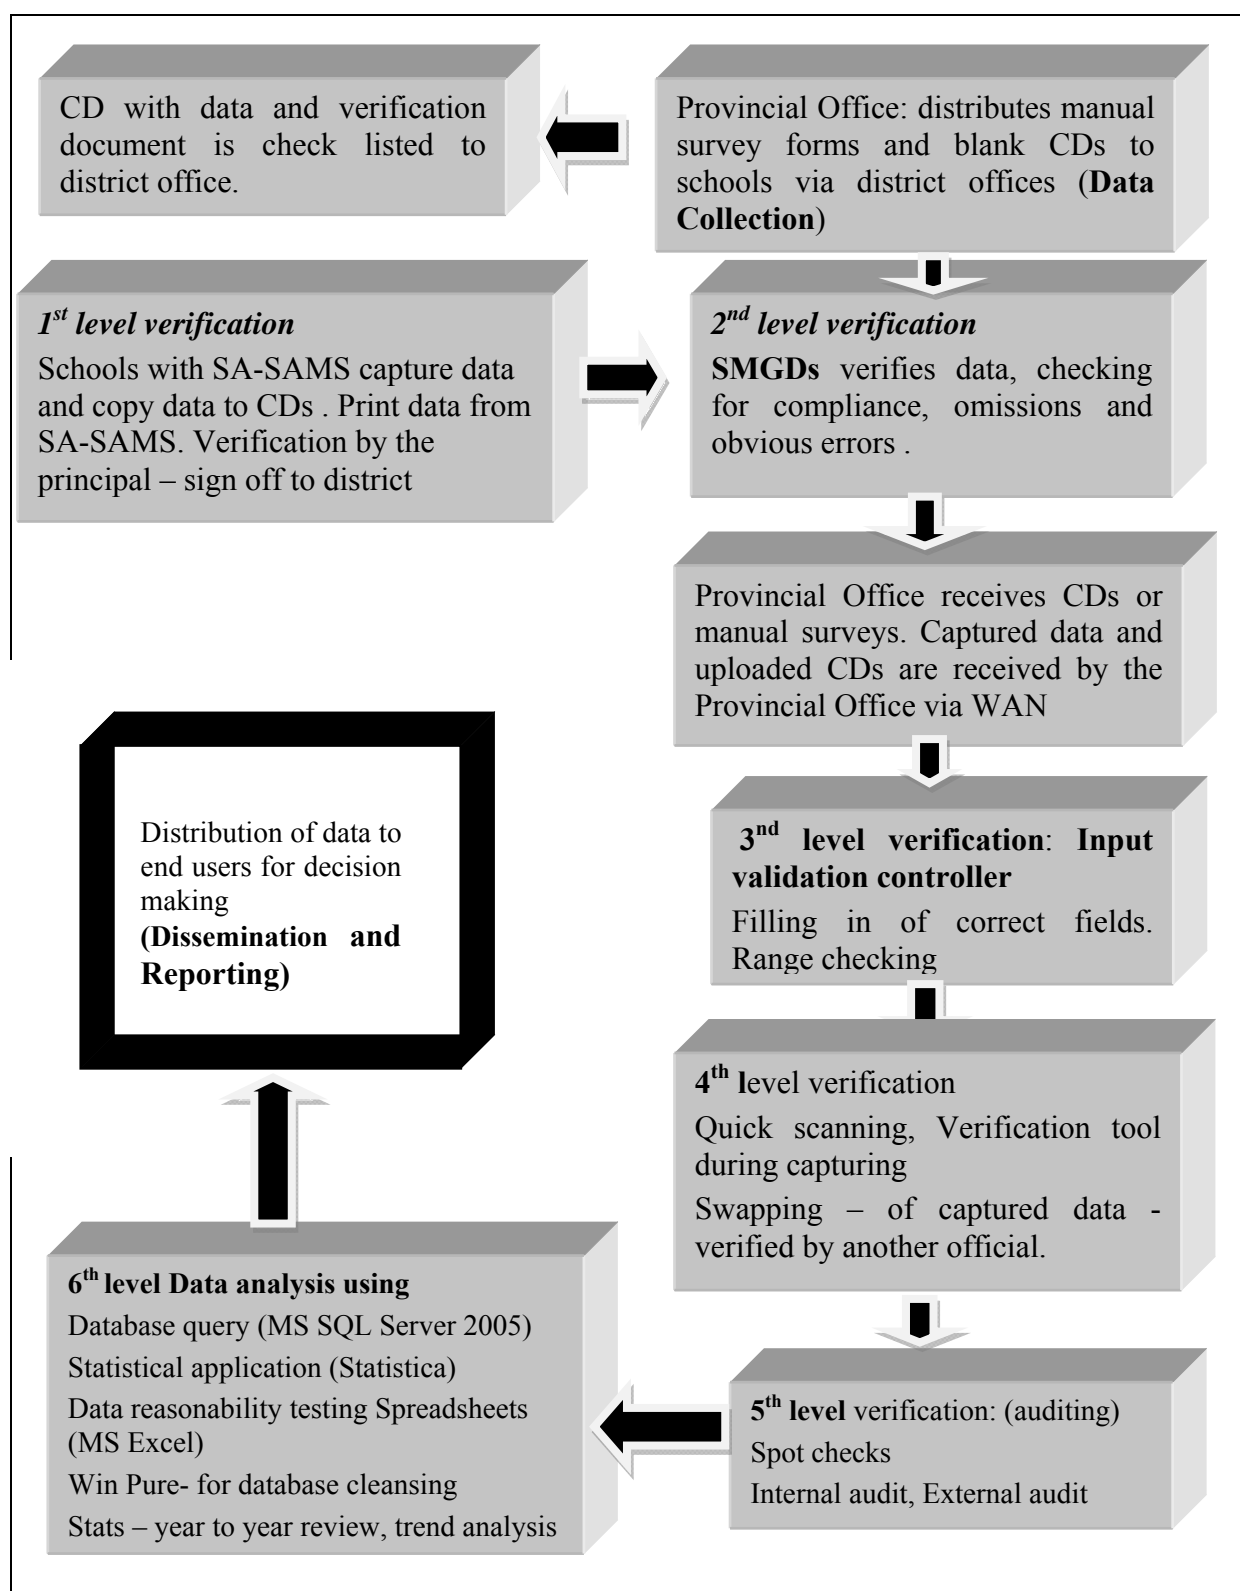 CD with data and verification
document is check listed to
district office.
Provincial Office: distributes manual
survey forms and blank CDs to
schools via district offices (Data
Collection)
1st level verification
Schools with SA-SAMS capture data
and copy data to CDs . Print data from
SA-SAMS. Verification by the
principal – sign off to district
2nd level verification
SMGDs verifies data, checking
for compliance, omissions and
obvious errors .
Provincial Office receives CDs or
manual surveys. Captured data and
uploaded CDs are received by the
Provincial Office via WAN
3nd level verification: Input
validation controller
Filling in of correct fields.
Range checking
4th level verification
Quick scanning, Verification tool
during capturing
Swapping – of captured data -
verified by another official.
5th level verification: (auditing)
Spot checks
Internal audit, External audit
6th level Data analysis using
Database query (MS SQL Server 2005)
Statistical application (Statistica)
Data reasonability testing Spreadsheets
(MS Excel)
Win Pure- for database cleansing
Stats – year to year review, trend analysis
Distribution of data to
end users for decision
making
(Dissemination and
Reporting)